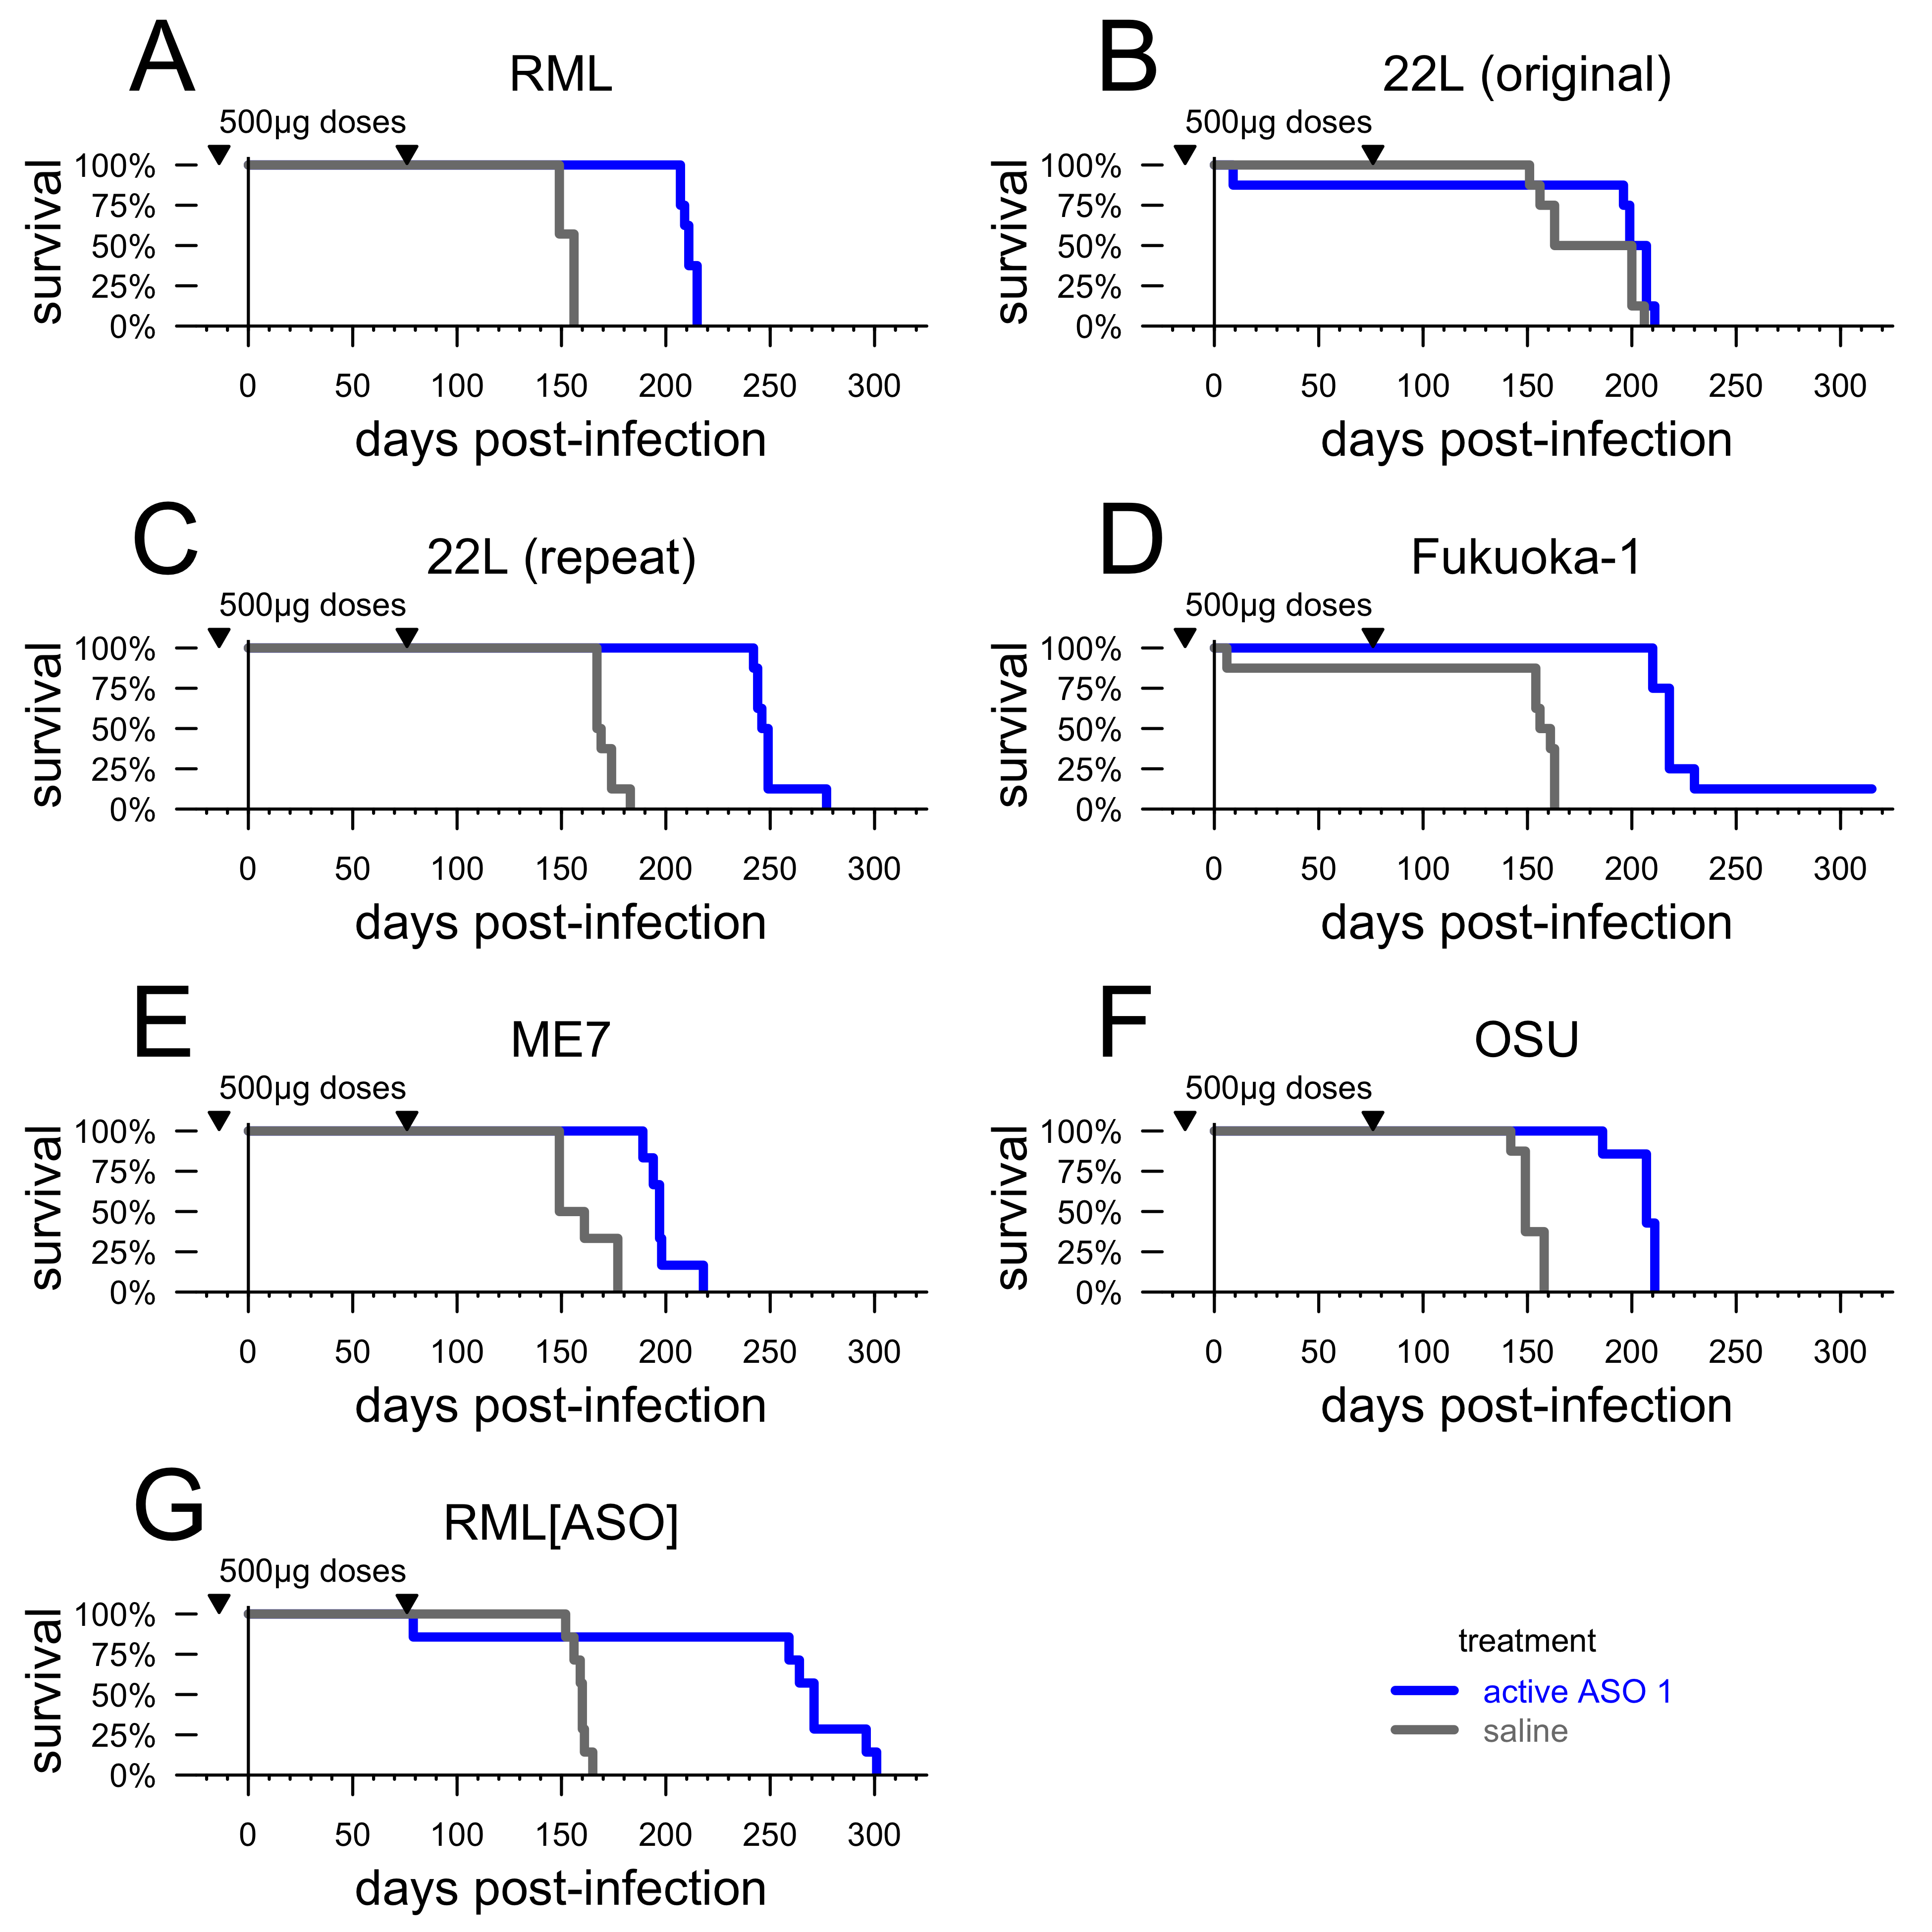 A
RML
500µg doses
survival
100%
75%
50%
25%
0%
0 50 100 150 200 250 300
days post-infection
B
22L (original)
500µg doses
survival
100%
75%
50%
25%
0%
0 50 100 150 200 250 300
days post-infection
C
22L (repeat)
500µg doses
survival
100%
75%
50%
25%
0%
0 50 100 150 200 250 300
days post-infection
D
Fukuoka-1
500µg doses
survival
100%
75%
50%
25%
0%
0 50 100 150 200 250 300
days post-infection
E
ME7
500µg doses
survival
100%
75%
50%
25%
0%
0 50 100 150 200 250 300
days post-infection
F
OSU
500µg doses
survival
100%
75%
50%
25%
0%
0 50 100 150 200 250 300
days post-infection
G
RML[ASO]
500µg doses
survival
100%
75%
50%
25%
0%
0 50 100 150 200 250 300
days post-infection
treatment
active ASO 1
saline